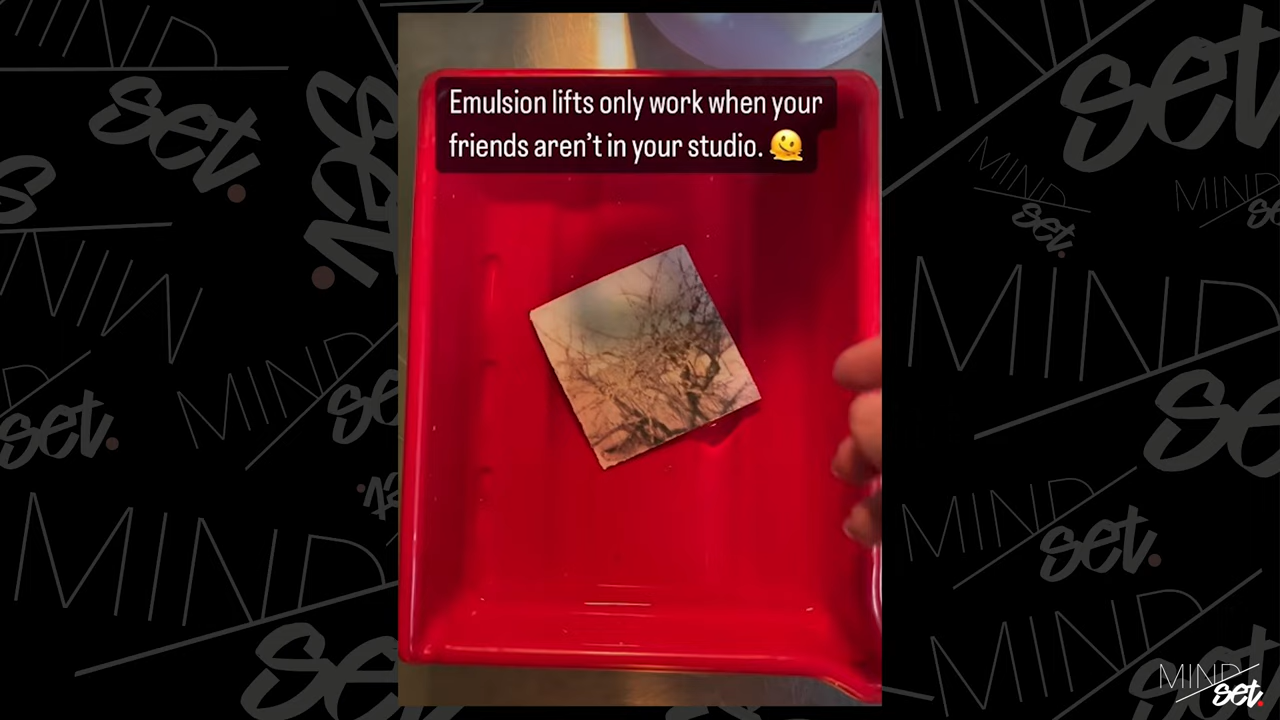 Emulsion lifts only work when your
friends aren’t in your studio. 🫠
MIND
set.